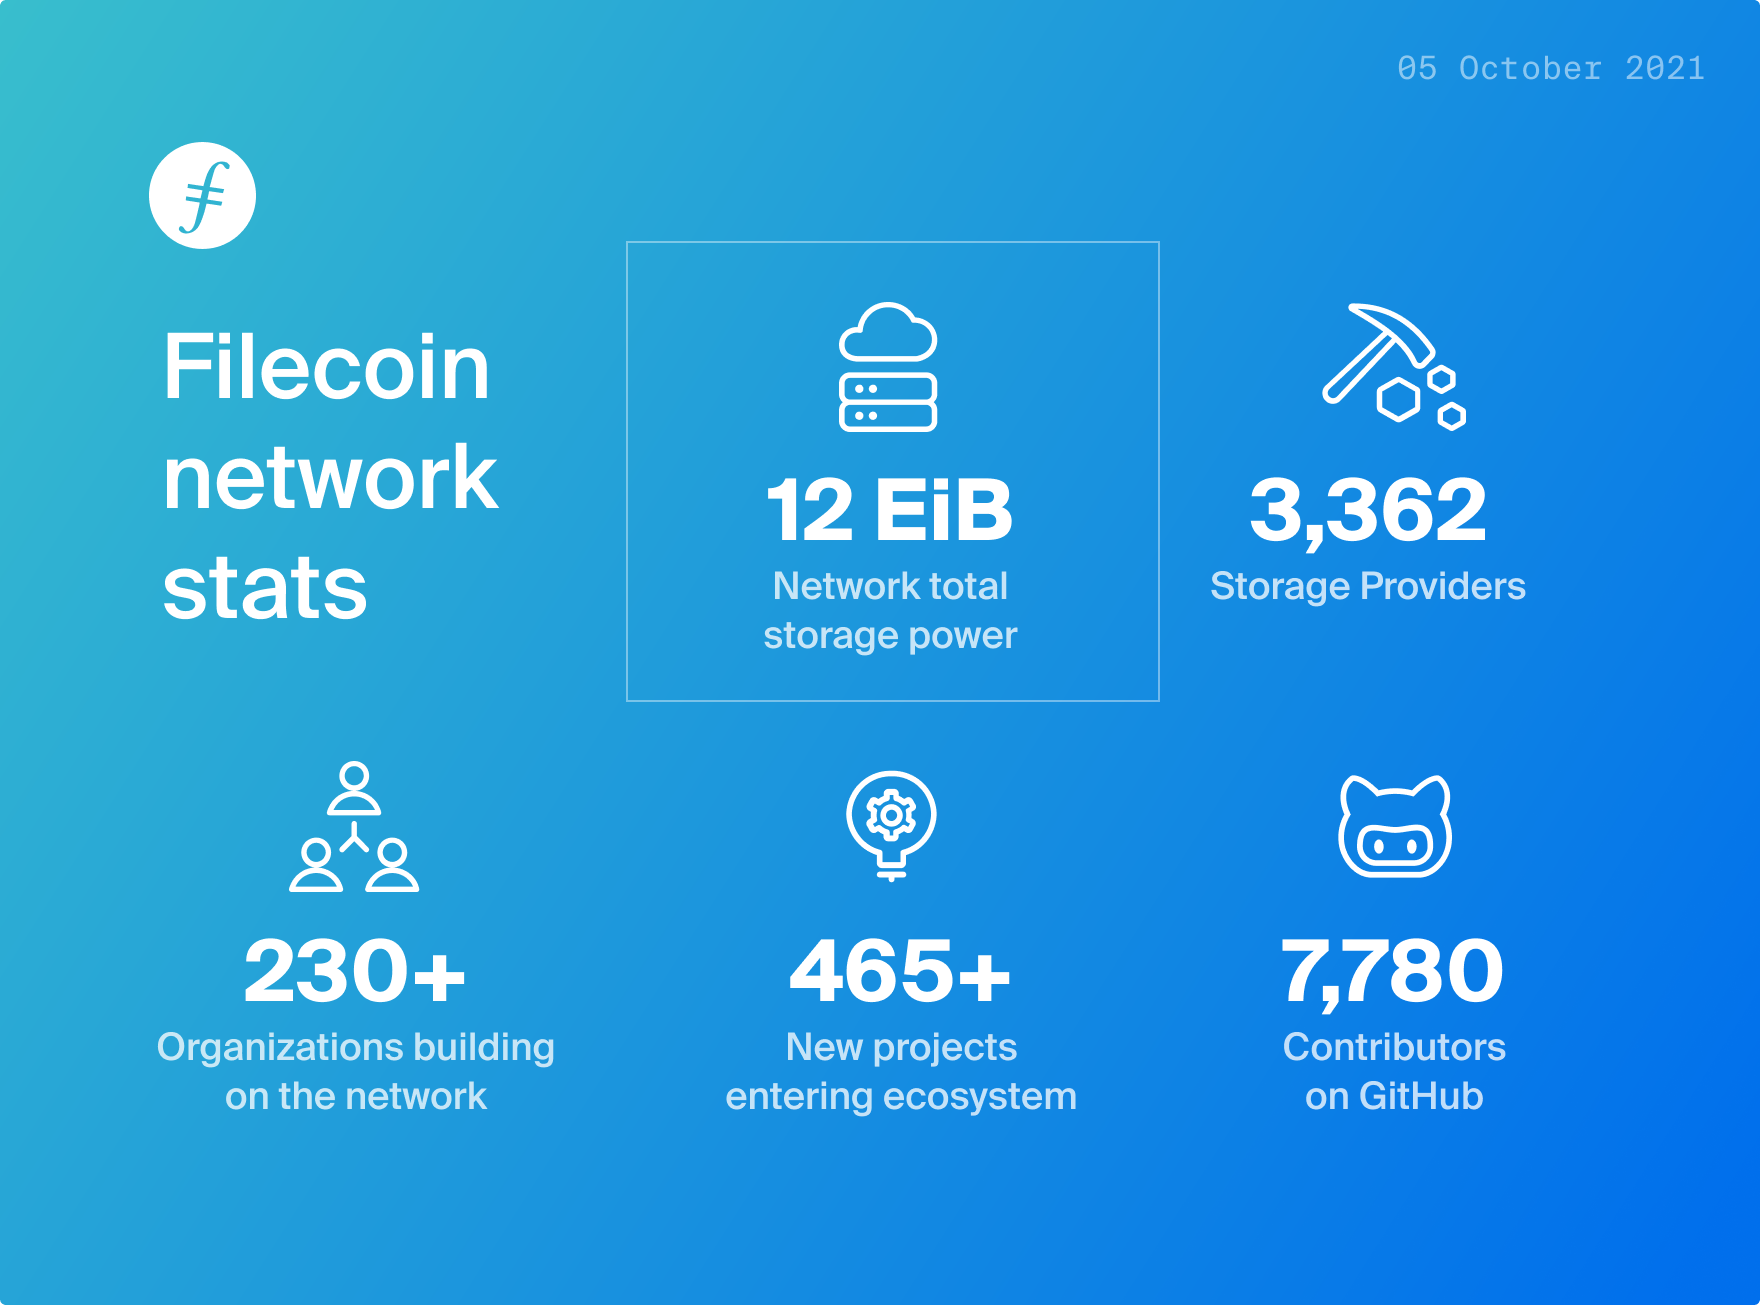 05 October 2021
Filecoin
network
stats
12 EiB
Network total
storage power
3,362
Storage Providers
230+
Organizations building
on the network
465+
New projects
entering ecosystem
7,780
Contributors
on GitHub